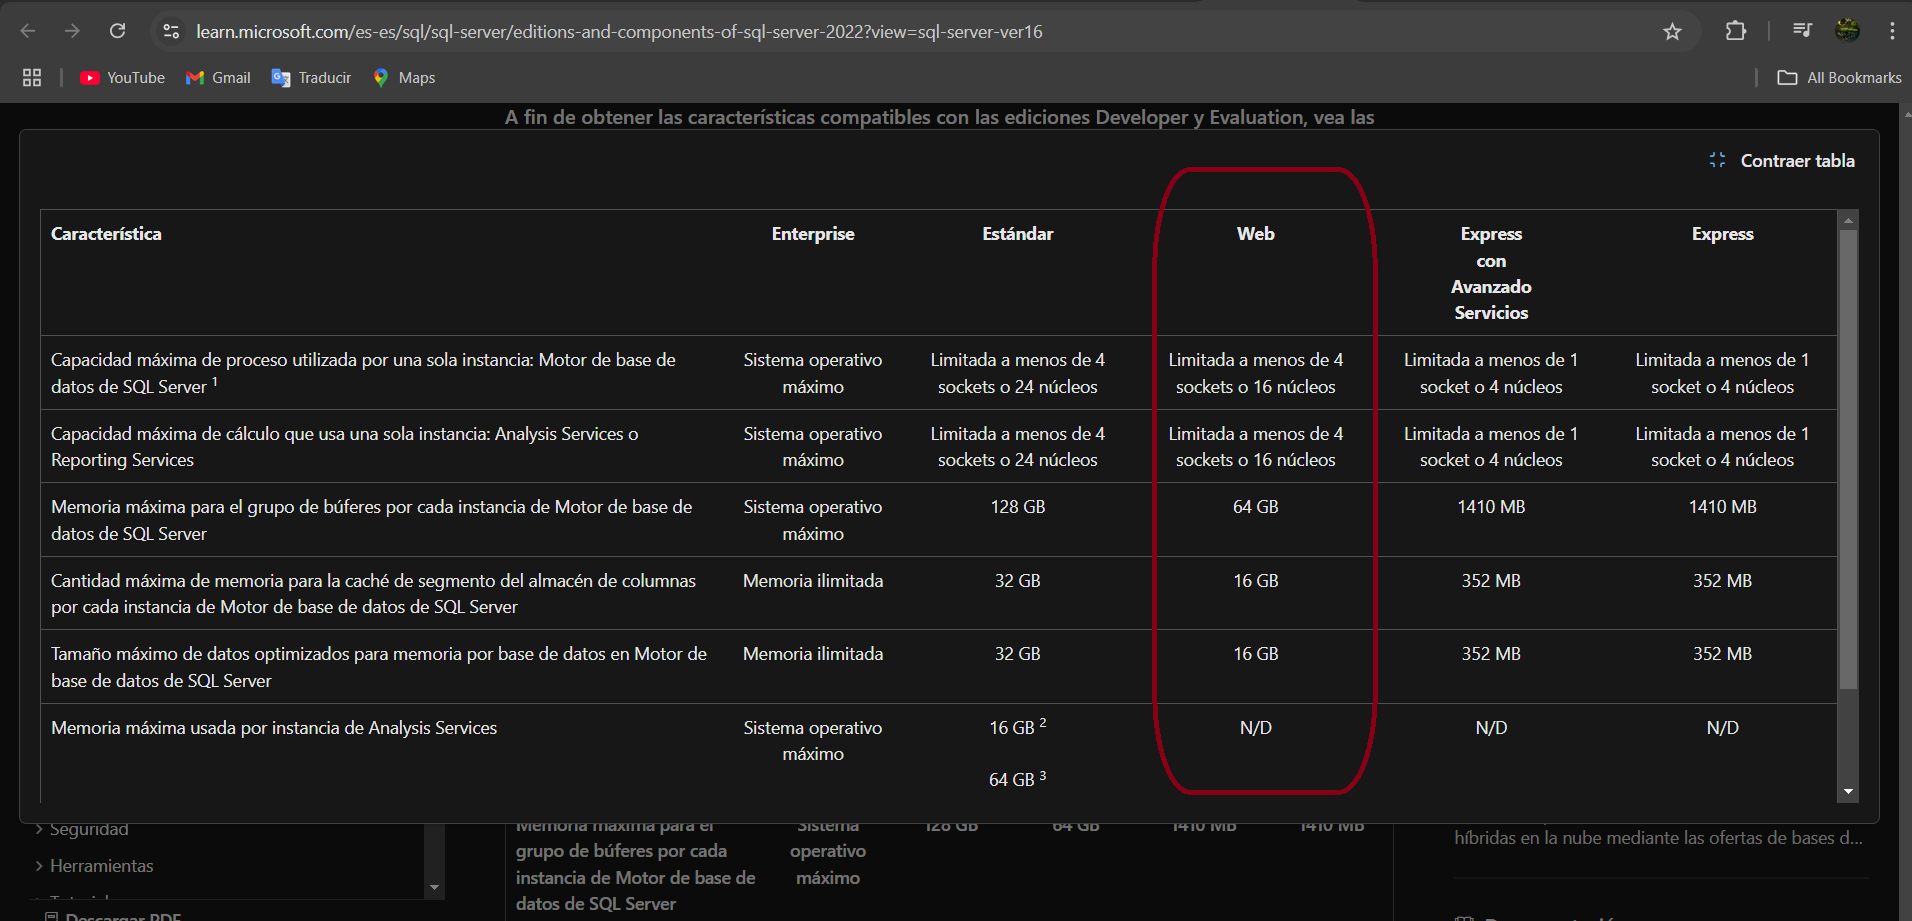 learn.microsoft.com/es-es/sql/sql-server/editions-and-components-of-sql-server-2022?view=sql-server-ver16
YouTube Gmail Traducir Maps All Bookmarks
A fin de obtener las características compatibles con las ediciones Developer y Evaluation, vea las
Contraer tabla
Característica Enterprise Estándar Web Express Express
con
Avanzado
Servicios
Capacidad máxima de proceso utilizada por una sola instancia: Motor de base de Sistema operativo Limitada a menos de 4 Limitada a menos de 4 Limitada a menos de 1 Limitada a menos de 1
datos de SQL Server 1 máximo sockets o 24 núcleos sockets o 16 núcleos socket o 4 núcleos socket o 4 núcleos
Capacidad máxima de cálculo que usa una sola instancia: Analysis Services o Sistema operativo Limitada a menos de 4 Limitada a menos de 4 Limitada a menos de 1 Limitada a menos de 1
Reporting Services máximo sockets o 24 núcleos sockets o 16 núcleos socket o 4 núcleos socket o 4 núcleos
Memoria máxima para el grupo de búferes por cada instancia de Motor de base de Sistema operativo 128 GB 64 GB 1410 MB 1410 MB
datos de SQL Server máximo
Cantidad máxima de memoria para la caché de segmento del almacén de columnas Memoria ilimitada 32 GB 16 GB 352 MB 352 MB
por cada instancia de Motor de base de datos de SQL Server
Tamaño máximo de datos optimizados para memoria por base de datos en Motor de Memoria ilimitada 32 GB 16 GB 352 MB 352 MB
base de datos de SQL Server
Memoria máxima usada por instancia de Analysis Services Sistema operativo 16 GB 2 N/D N/D N/D
máximo
64 GB 3
Seguridad Memoria máxima para el Sistema 128 GB 64 GB 1410 MB 1410 MB
híbridas en la nube mediante las ofertas de bases d...
grupo de búferes por cada operativo
Herramientas
instancia de Motor de base de máximo
datos de SQL Server
Descargar PDF